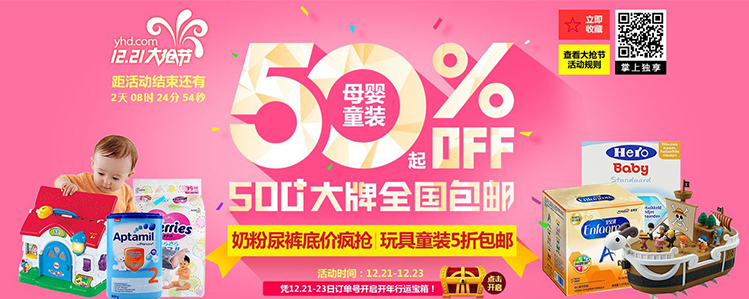 yhd.com
12.21大抢节
距活动结束还有
2天 08时 24分 54秒
立即
收藏
查看大抢节
活动规则
掌上独享
50% OFF
母婴
童装
起
500+大牌全国包邮
奶粉尿裤底价疯抢 玩具童装5折包邮
活动时间：12.21-12.23
凭12.21-23日订单号开启开年行运宝箱！
点击
开启
Aptamil
2
Merries
Hero
Baby
Standaard
Enfagrow
A+